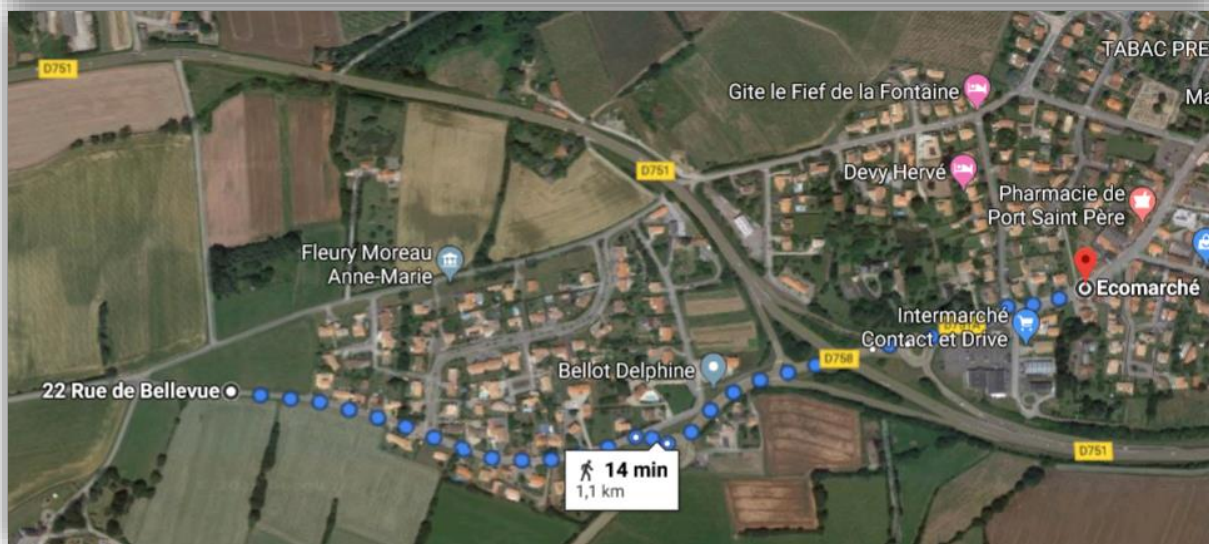 D751
TABAC PRE
Gite le Fief de la Fontaine
Ma
D751
Devy Hervé
Pharmacie de
Port Saint Père
Fleury Moreau
Anne-Marie
Ecomarché
Intermarché
Contact et Drive
D751A
D758
Bellot Delphine
22 Rue de Bellevue
14 min
1,1 km
D751